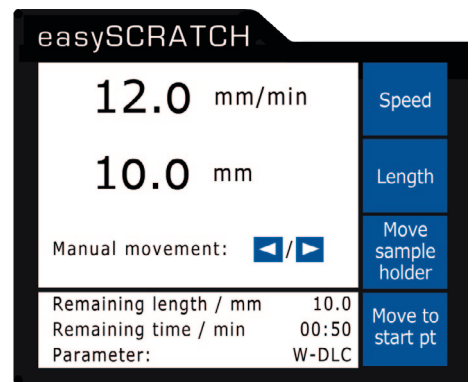 easySCRATCH
12.0 mm/min
Speed
10.0 mm
Length
Manual movement: ◄/►
Move
sample
holder
Remaining length / mm 10.0
Remaining time / min 00:50
Parameter: W-DLC
Move to
start pt